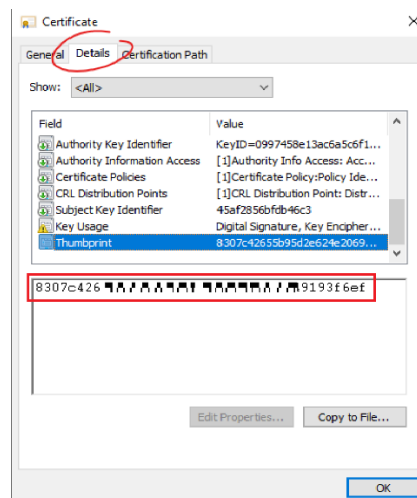 Certificate
General Details Certification Path
Show: <All>
Field Value
Authority Key Identifier KeyID=0997458e13ac6a5c6f1...
Authority Information Access [1]Authority Info Access: Acc...
Certificate Policies [1]Certificate Policy:Policy Ide...
CRL Distribution Points [1]CRL Distribution Point: Distr...
Subject Key Identifier 45af2856bfdb46c3
Key Usage Digital Signature, Key Encipher...
Thumbprint 8307c42655b95d2e624e2069...
8307c426 9193f6ef
Edit Properties... Copy to File...
OK